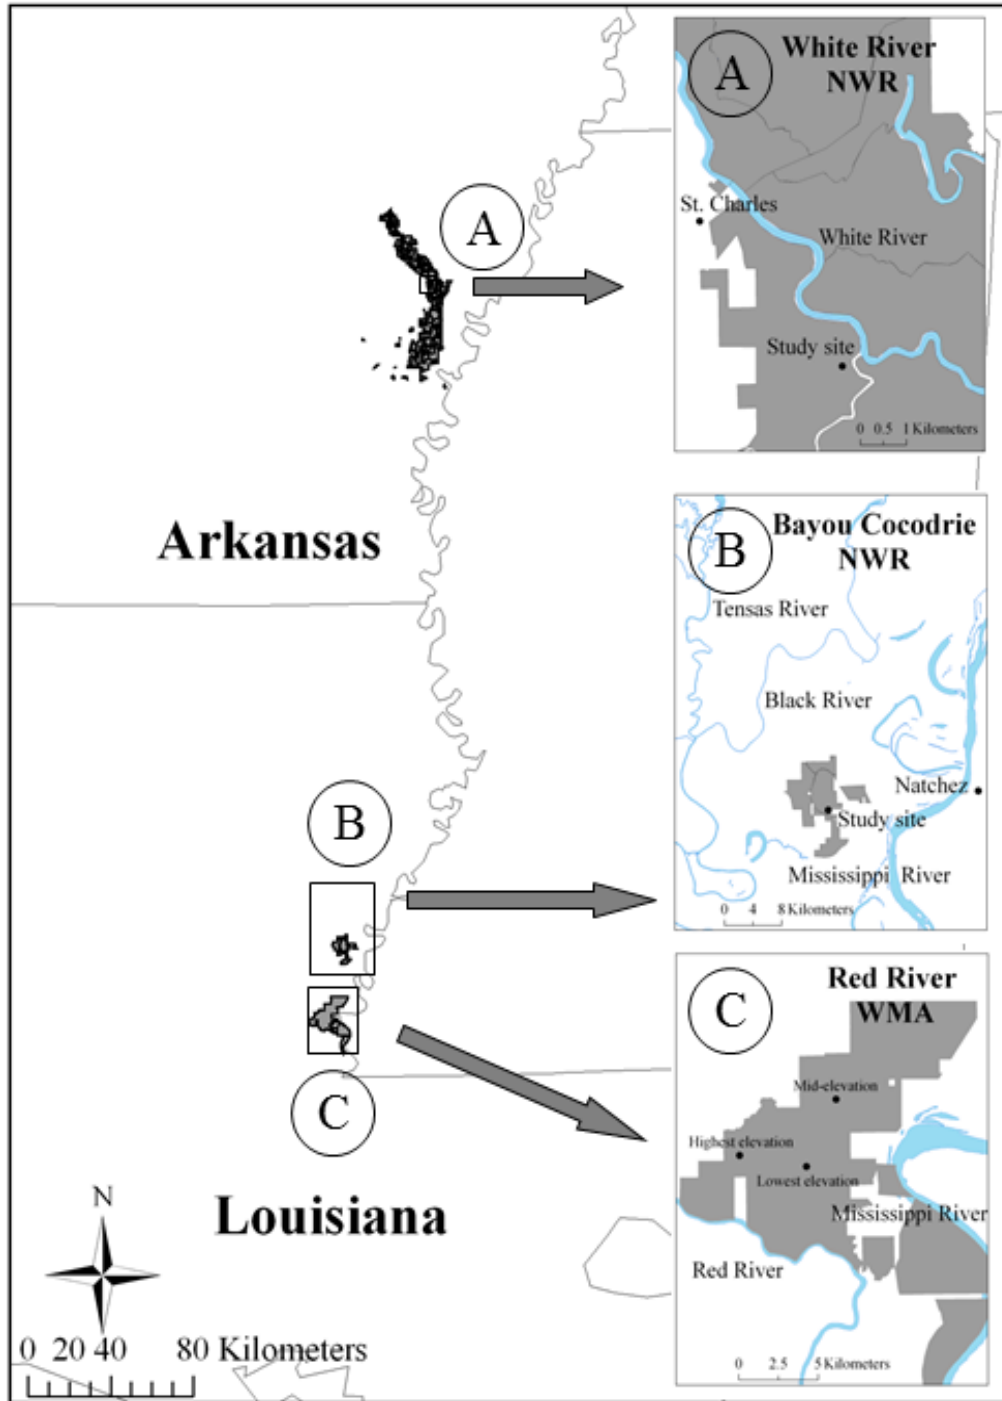 A
White River
NWR
St. Charles
White River
Study site
0 0.5 1 Kilometers
A
Arkansas
B
Bayou Cocodrie
NWR
Tensas River
Black River
Natchez
Study site
Mississippi River
0 4 8 Kilometers
B
C
Red River
WMA
Mid-elevation
Highest elevation
Lowest elevation
Mississippi River
Red River
0 2.5 5 Kilometers
C
Louisiana
N
0 20 40 80 Kilometers